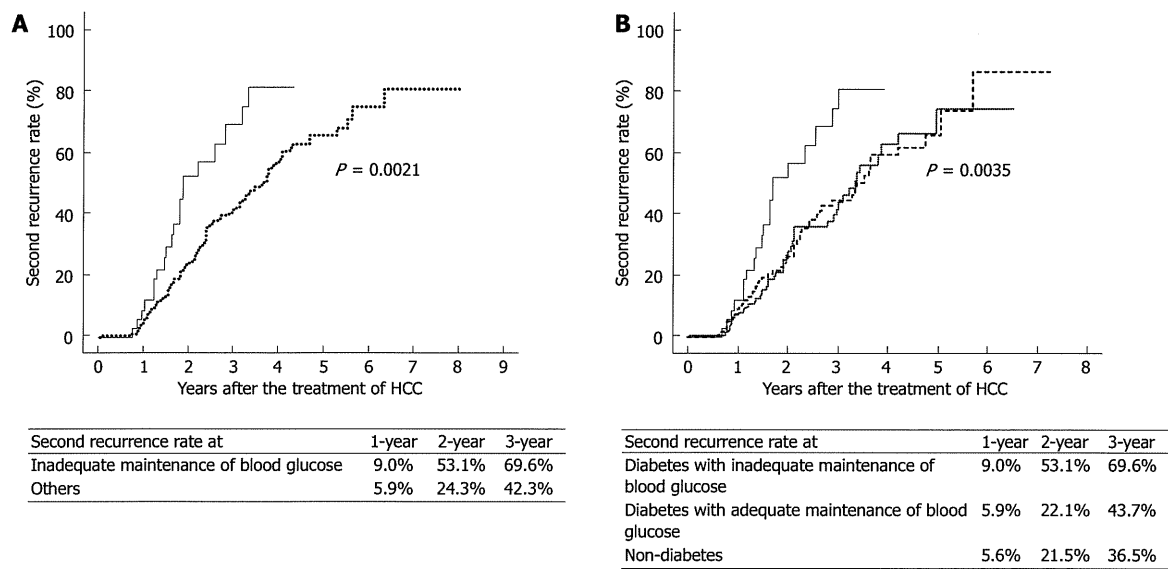 A
100
80
60
40
20
0
Second recurrence rate (%)
P = 0.0021
0 1 2 3 4 5 6 7 8 9
Years after the treatment of HCC
Second recurrence rate at 1-year 2-year 3-year
Inadequate maintenance of blood glucose 9.0% 53.1% 69.6%
Others 5.9% 24.3% 42.3%
B
100
80
60
40
20
0
Second recurrence rate (%)
P = 0.0035
0 1 2 3 4 5 6 7 8
Years after the treatment of HCC
Second recurrence rate at 1-year 2-year 3-year
Diabetes with inadequate maintenance of 9.0% 53.1% 69.6%
blood glucose
Diabetes with adequate maintenance of blood 5.9% 22.1% 43.7%
glucose
Non-diabetes 5.6% 21.5% 36.5%